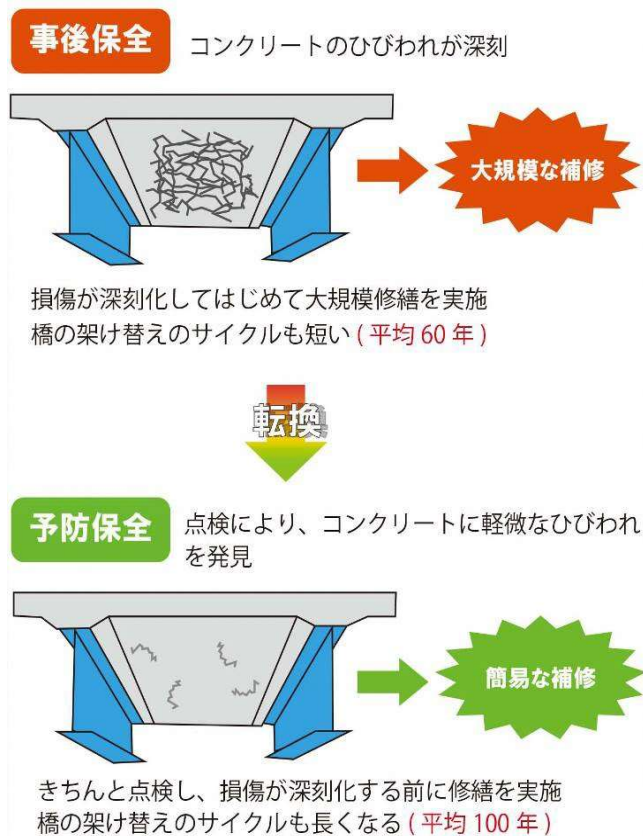 事後保全
コンクリートのひびわれが深刻
大規模な補修
損傷が深刻化してはじめて大規模修繕を実施
橋の架け替えのサイクルも短い ( 平均 60 年 )
転換
予防保全
点検により、コンクリートに軽微なひびわれ
を発見
簡易な補修
きちんと点検し、損傷が深刻化する前に修繕を実施
橋の架け替えのサイクルも長くなる ( 平均 100 年 )